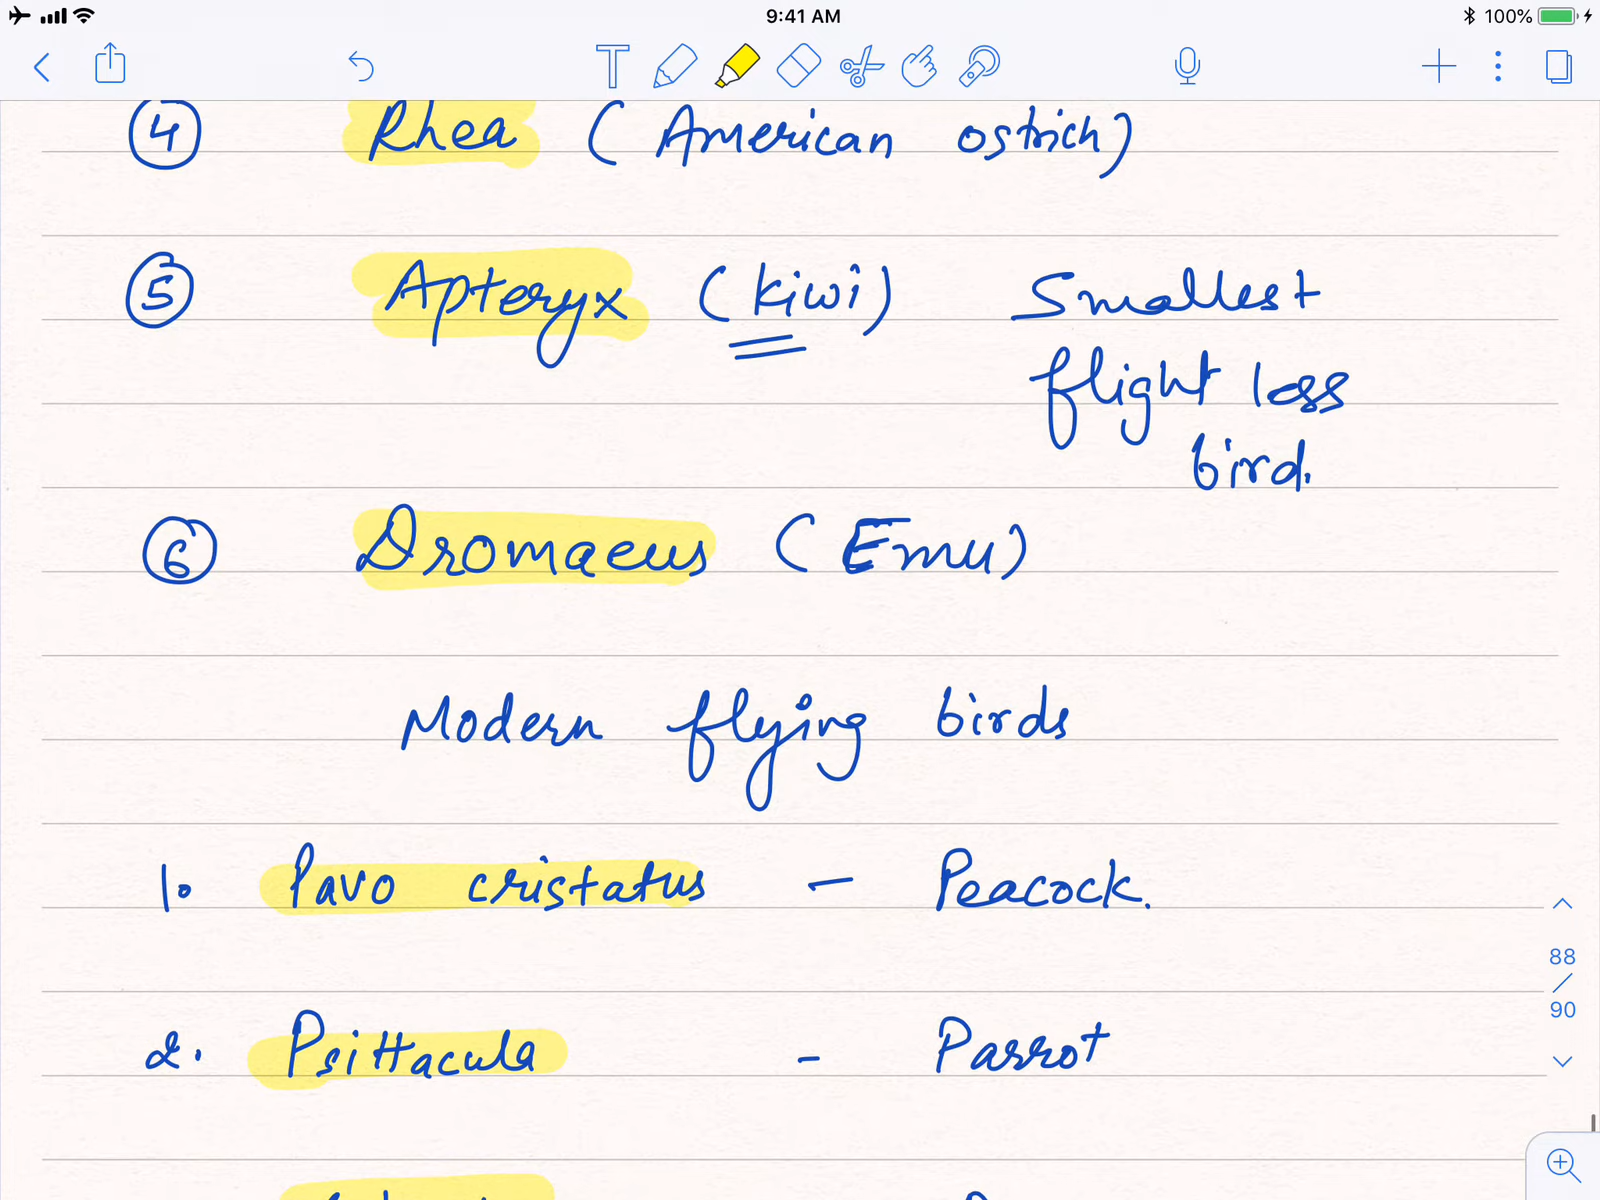 9:41 AM
100%
4 Rhea (American ostrich)
5 Apteryx (kiwi) Smallest
flight less
bird.
6 Dromaeus (Emu)
Modern flying birds
1. Pavo cristatus - Peacock.
88
/
90
2. Psittacula - Parrot